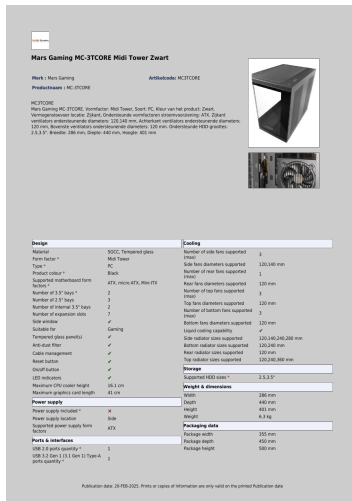 Mars Gaming MC-3TCORE Midi Tower Zwart
Merk : Mars Gaming
Artikelcode: MC3TCORE
Productnaam : MC-3TCORE
MC3TCORE
Mars Gaming MC-3TCORE. Vormfactor: Midi Tower, Soort: PC, Kleur van het product: Zwart.
Vermogenstoevoer locatie: Zijkant, Ondersteunde vormfactoren stroomvoorziening: ATX. Zijkant
ventilators ondersteunende diameters: 120,140 mm. Achterkant ventilators ondersteunende diameters:
120 mm, Bovenste ventilators ondersteunende diameters: 120 mm. Ondersteunde HDD-groottes:
2.5,3.5". Breedte: 286 mm, Diepte: 440 mm, Hoogte: 401 mm
Design
Material SGCC, Tempered glass
Form factor * Midi Tower
Type * PC
Product colour * Black
Supported motherboard form
factors * ATX, micro ATX, Mini-ITX
Number of 3.5" bays * 2
Number of 2.5" bays 3
Number of internal 3.5" bays 2
Number of expansion slots 7
Side window ✓
Suitable for Gaming
Tempered glass panel(s) ✓
Anti-dust filter ✓
Cable management ✓
Reset button ✓
On/off button ✓
LED indicators ✓
Maximum CPU cooler height 16.1 cm
Maximum graphics card length 41 cm
Power supply
Power supply included * ✗
Power supply location Side
Supported power supply form
factors ATX
Ports & interfaces
USB 2.0 ports quantity * 1
USB 3.2 Gen 1 (3.1 Gen 1) Type-A
ports quantity * 1
Cooling
Number of side fans supported
(max) 3
Side fans diameters supported 120,140 mm
Number of rear fans supported
(max) 1
Rear fans diameters supported 120 mm
Number of top fans supported
(max) 3
Top fans diameters supported 120 mm
Number of bottom fans supported
(max) 3
Bottom fans diameters supported 120 mm
Liquid cooling capability ✓
Side radiator sizes supported 120,140,240,280 mm
Bottom radiator sizes supported 120,240 mm
Rear radiator sizes supported 120 mm
Top radiator sizes supported 120,240,360 mm
Storage
Supported HDD sizes * 2.5,3.5"
Weight & dimensions
Width 286 mm
Depth 440 mm
Height 401 mm
Weight 6.3 kg
Packaging data
Package width 355 mm
Package depth 450 mm
Package height 500 mm
Publication date: 20-FEB-2025. Prints or copies of information are only valid on the printed Publication date